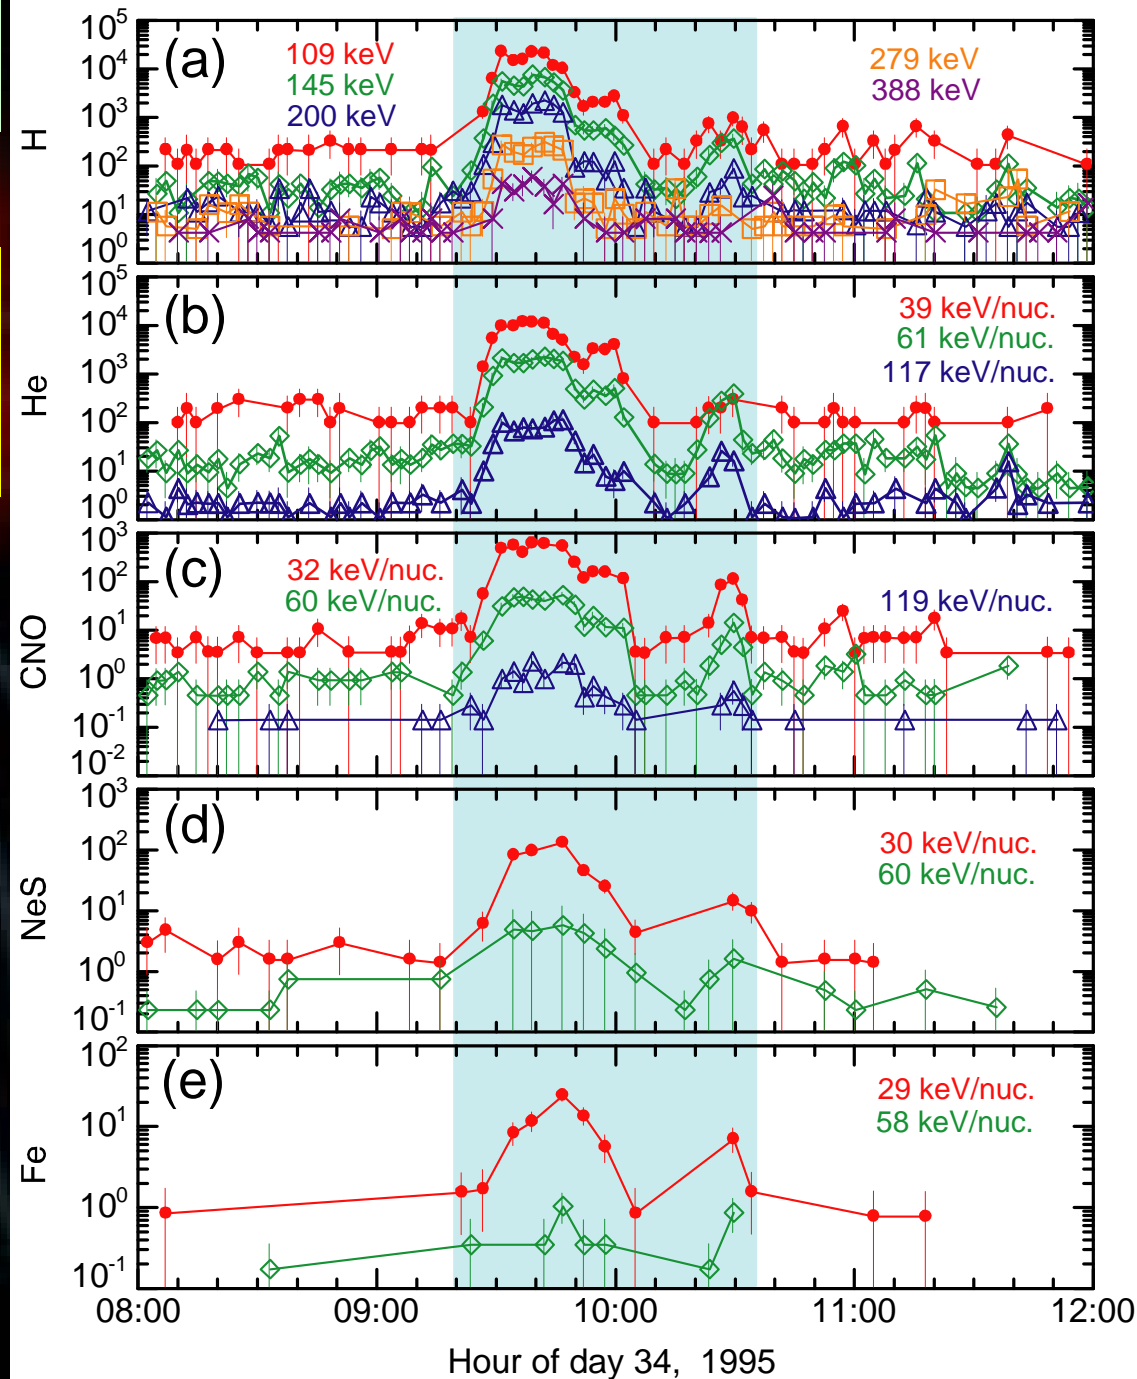 (a)
109 keV
145 keV
200 keV
279 keV
388 keV
H
10^5
10^4
10^3
10^2
10^1
10^0
(b)
39 keV/nuc.
61 keV/nuc.
117 keV/nuc.
He
10^5
10^4
10^3
10^2
10^1
10^0
(c)
32 keV/nuc.
60 keV/nuc.
119 keV/nuc.
CNO
10^3
10^2
10^1
10^0
10^-1
10^-2
(d)
30 keV/nuc.
60 keV/nuc.
NeS
10^3
10^2
10^1
10^0
10^-1
(e)
29 keV/nuc.
58 keV/nuc.
Fe
10^2
10^1
10^0
10^-1
08:00 09:00 10:00 11:00 12:00
Hour of day 34, 1995